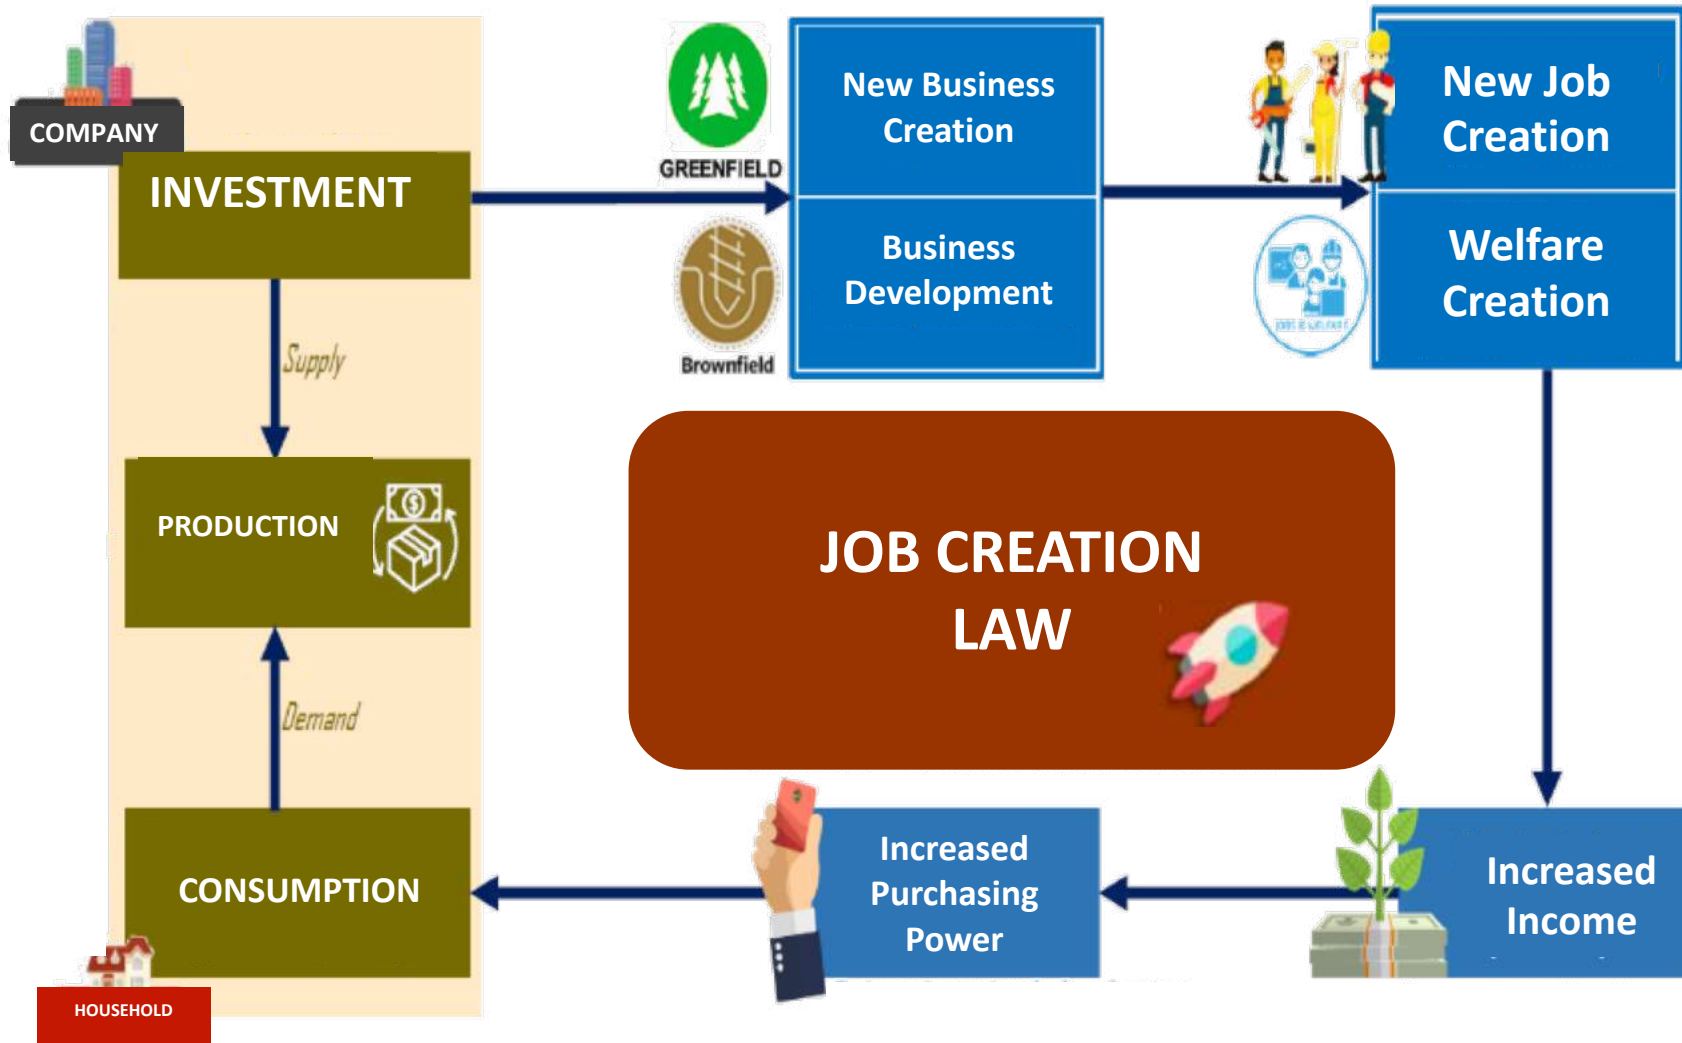 COMPANY
INVESTMENT
Supply
PRODUCTION
Demand
CONSUMPTION
HOUSEHOLD
GREENFIELD
Brownfield
New Business
Creation
Business
Development
New Job
Creation
Welfare
Creation
JOB CREATION
LAW
Increased
Purchasing
Power
Increased
Income